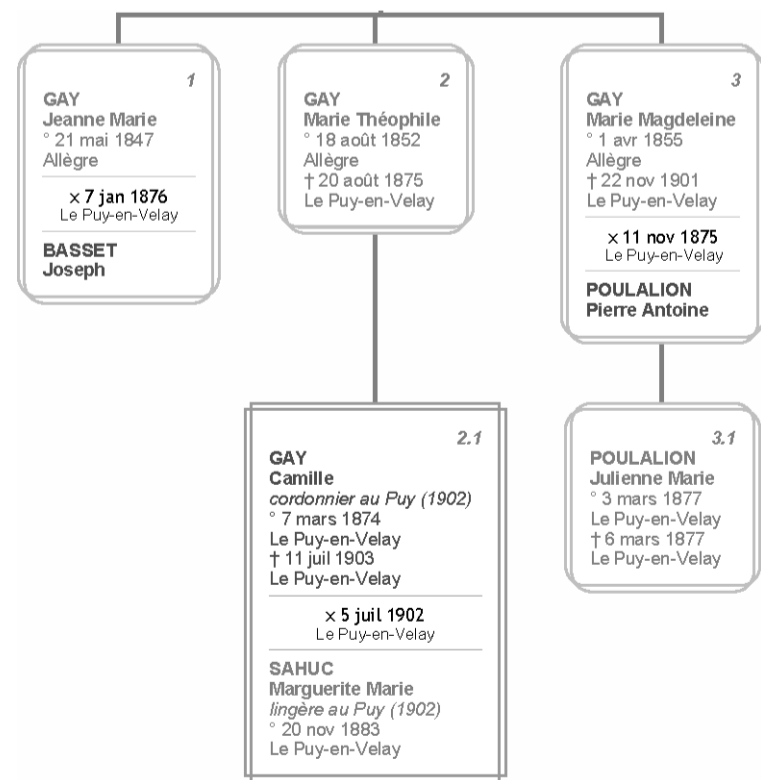 1
GAY
Jeanne Marie
° 21 mai 1847
Allègre
x 7 jan 1876
Le Puy-en-Velay
BASSET
Joseph
2
GAY
Marie Théophile
° 18 août 1852
Allègre
† 20 août 1875
Le Puy-en-Velay
3
GAY
Marie Magdeleine
° 1 avr 1855
Allègre
† 22 nov 1901
Le Puy-en-Velay
x 11 nov 1875
Le Puy-en-Velay
POULALION
Pierre Antoine
2.1
GAY
Camille
cordonnier au Puy (1902)
° 7 mars 1874
Le Puy-en-Velay
† 11 juil 1903
Le Puy-en-Velay
x 5 juil 1902
Le Puy-en-Velay
SAHUC
Marguerite Marie
lingère au Puy (1902)
° 20 nov 1883
Le Puy-en-Velay
3.1
POULALION
Julienne Marie
° 3 mars 1877
Le Puy-en-Velay
† 6 mars 1877
Le Puy-en-Velay